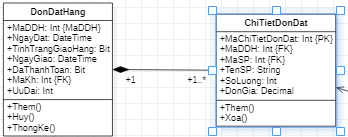 DonDatHang
+MaDDH: Int {MaDDH}
+NgayDat: DateTime
+TinhTrangGiaoHang: Bit
+NgayGiao: DateTime
+DaThanhToan: Bit
+MaKh: Int {FK}
+UuDai: Int
+Them()
+Huy()
+ThongKe()
+1
+1..*
ChiTietDonDat
+MaChiTietDonDat: Int {PK}
+MaDDH: Int {FK}
+MaSP: Int {FK}
+TenSP: String
+SoLuong: Int
+DonGia: Decimal
+Them()
+Xoa()